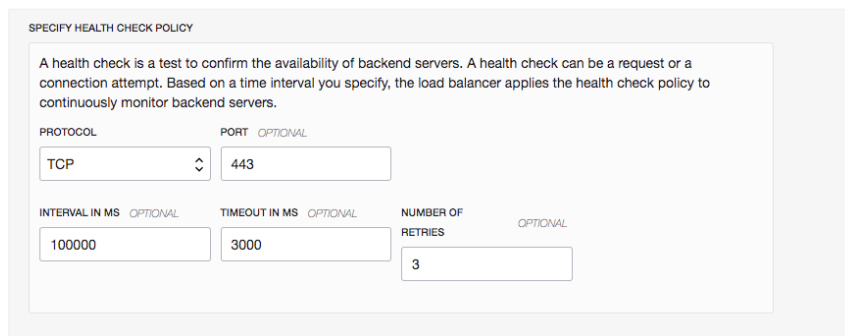 SPECIFY HEALTH CHECK POLICY
A health check is a test to confirm the availability of backend servers. A health check can be a request or a
connection attempt. Based on a time interval you specify, the load balancer applies the health check policy to
continuously monitor backend servers.
PROTOCOL
PORT OPTIONAL
TCP
443
INTERVAL IN MS OPTIONAL
TIMEOUT IN MS OPTIONAL
NUMBER OF
RETRIES
OPTIONAL
100000
3000
3